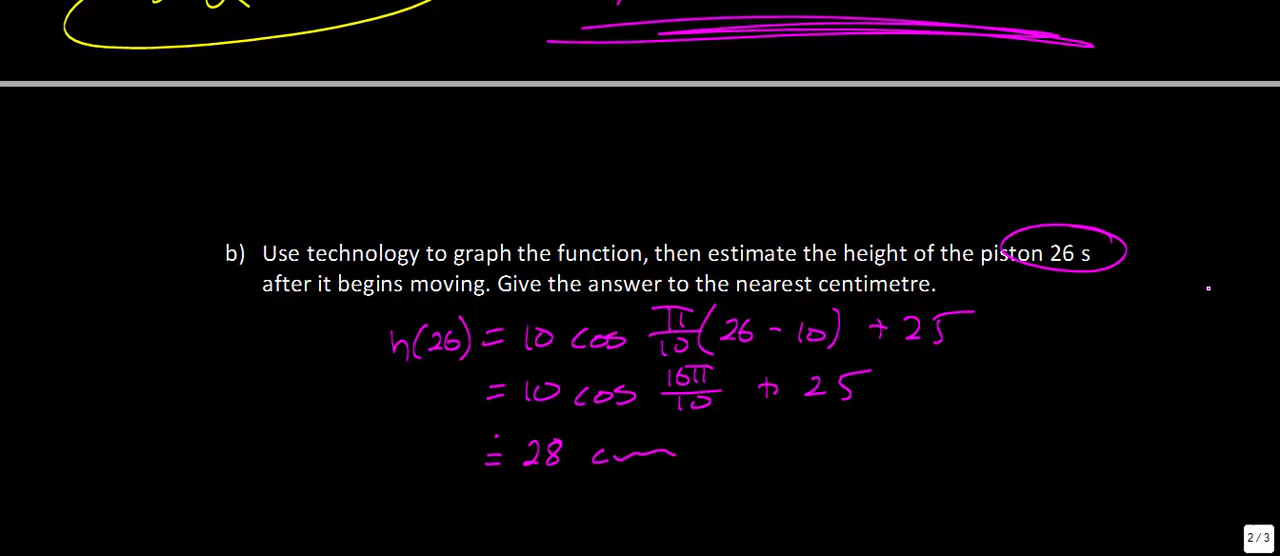 b) Use technology to graph the function, then estimate the height of the piston 26 s
after it begins moving. Give the answer to the nearest centimetre.
h(26) = 10 cos π/10 (26 - 10) + 25
= 10 cos 16π/10 + 25
≐ 28 cm
2/3